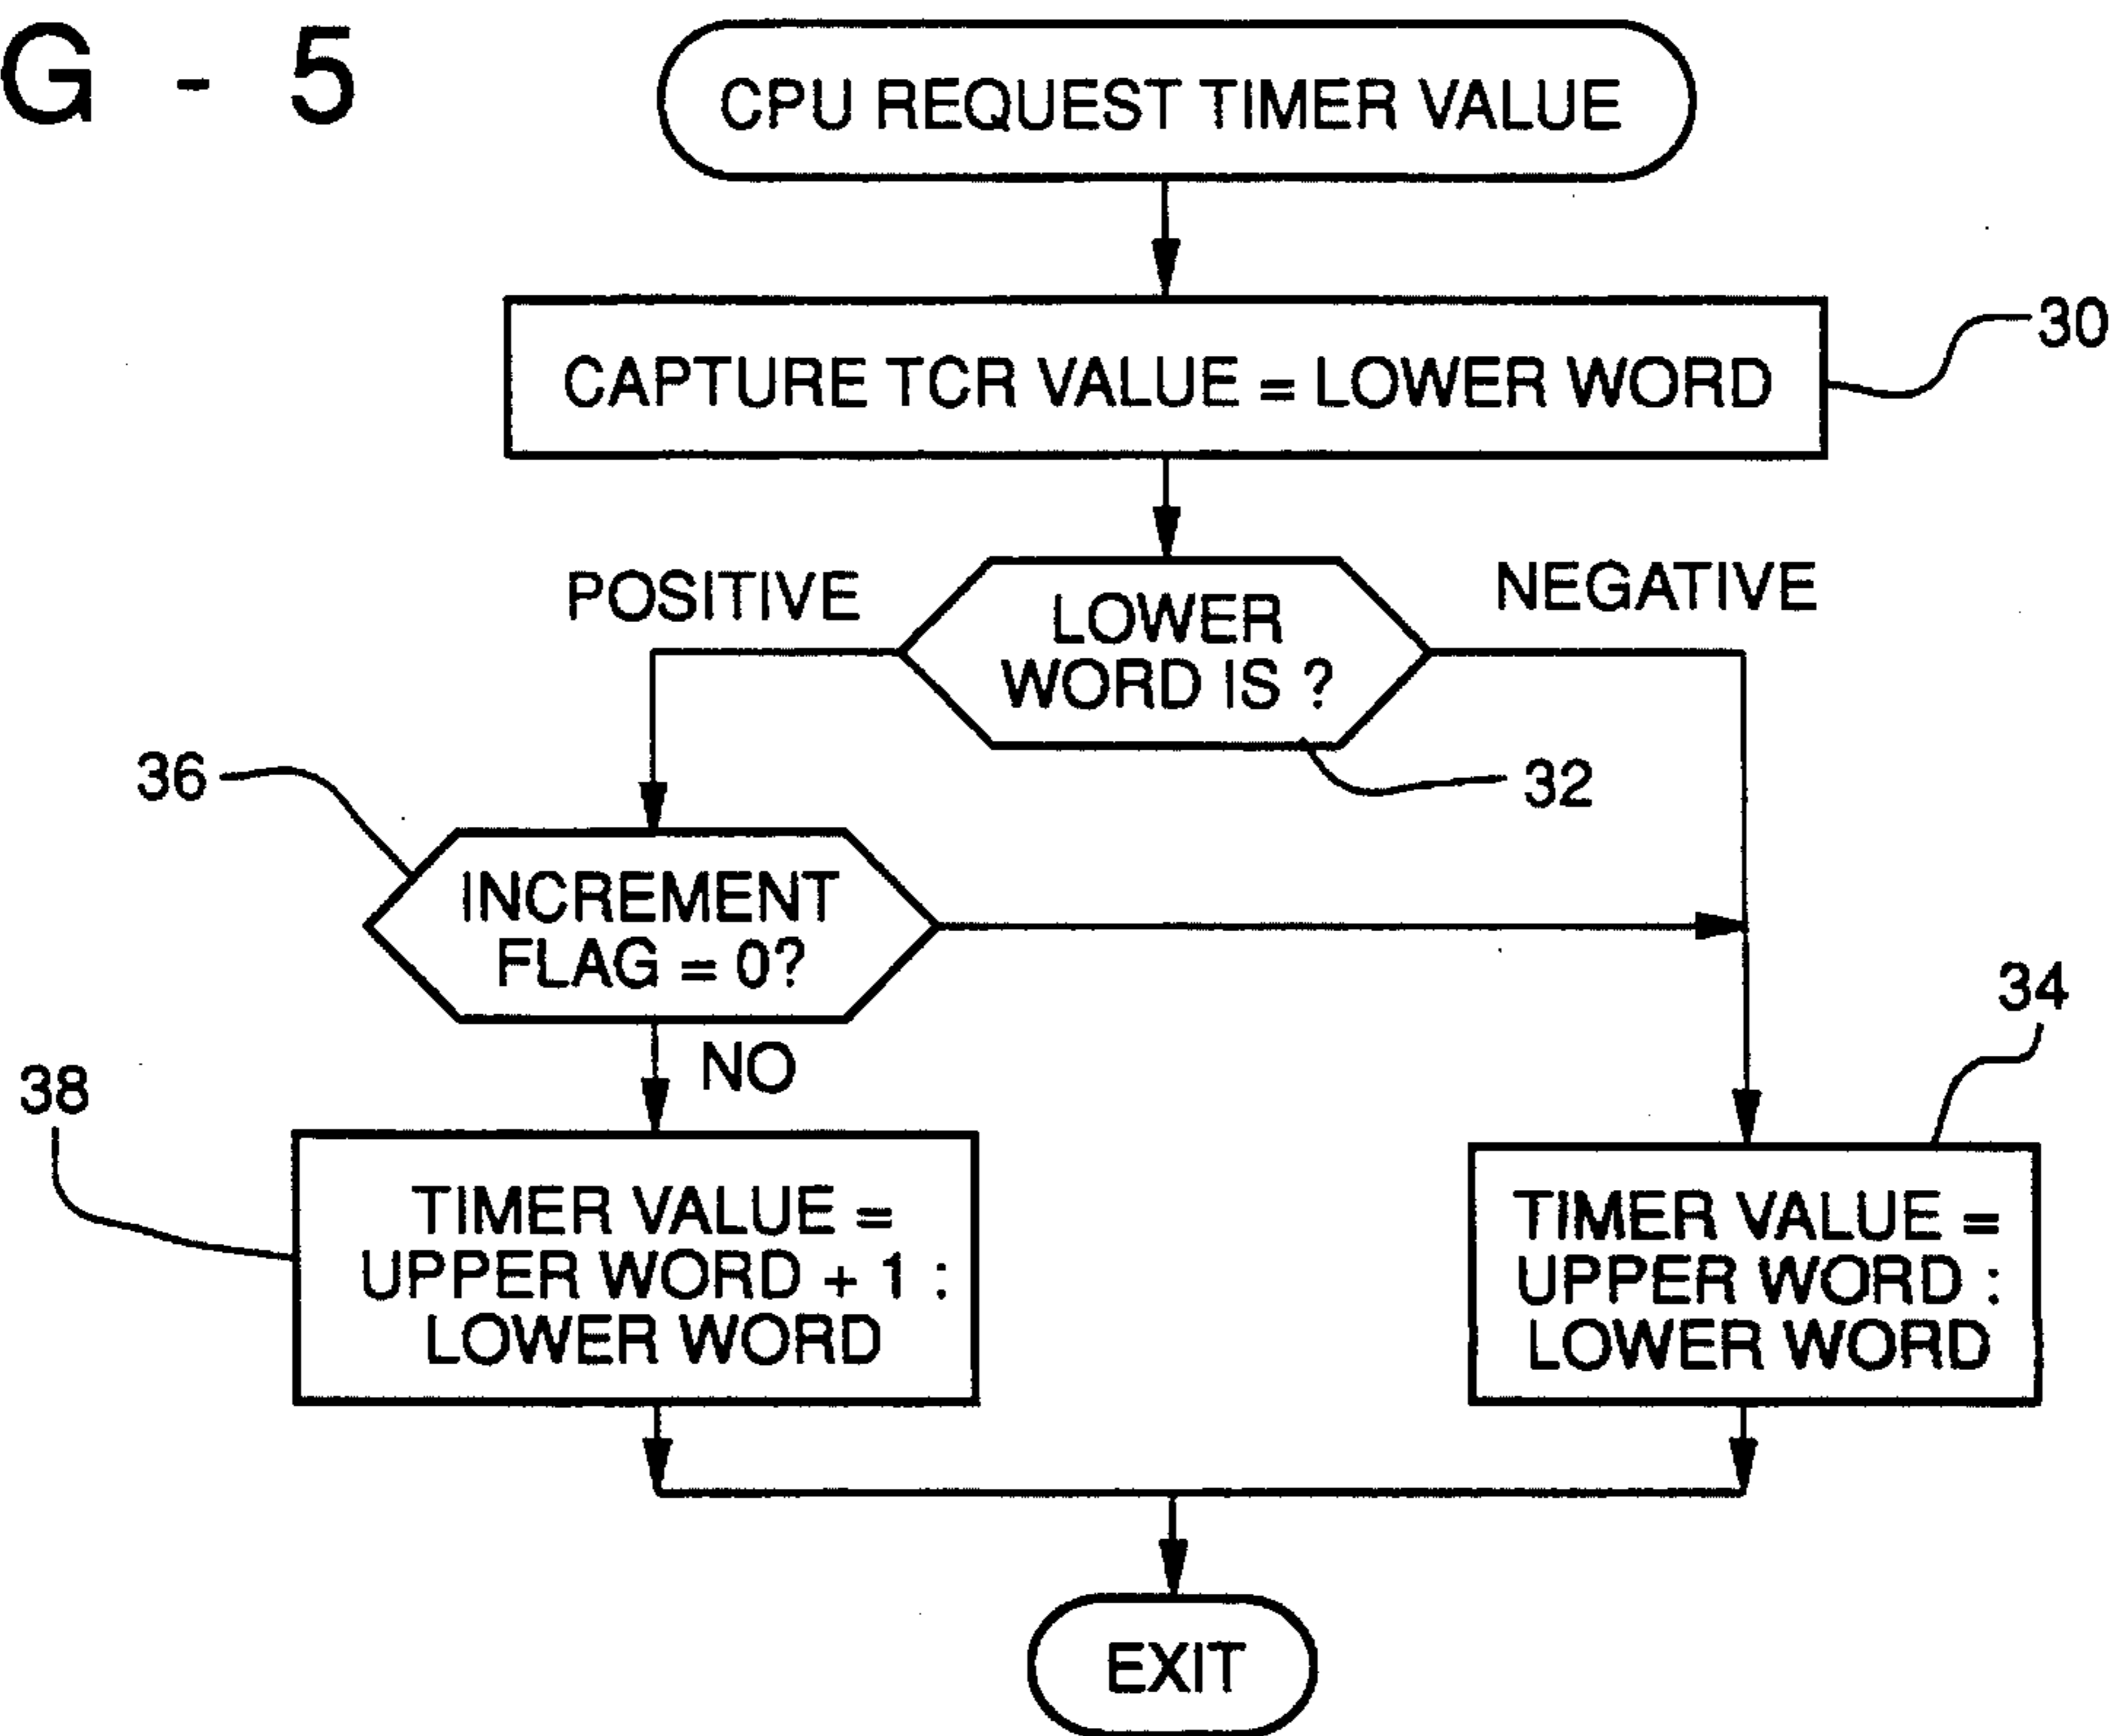 G - 5
CPU REQUEST TIMER VALUE
CAPTURE TCR VALUE = LOWER WORD
30
POSITIVE
NEGATIVE
LOWER
WORD IS ?
32
36
INCREMENT
FLAG = 0?
NO
34
38
TIMER VALUE =
UPPER WORD + 1 :
LOWER WORD
TIMER VALUE =
UPPER WORD :
LOWER WORD
EXIT